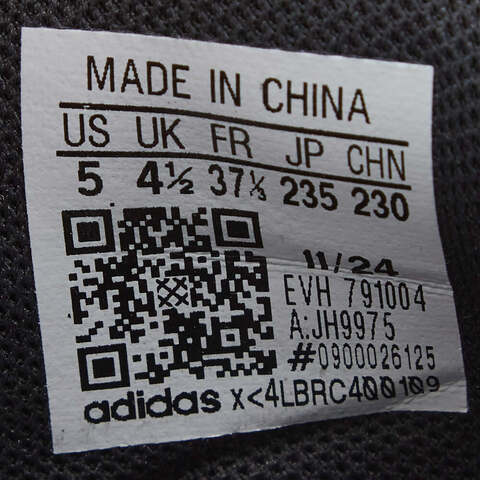 MADE IN CHINA
US UK FR JP CHN
5 4½ 37⅓ 235 230
11/24
EVH 791004
A:JH9975
#0900026125
adidas X<4LBRC400109